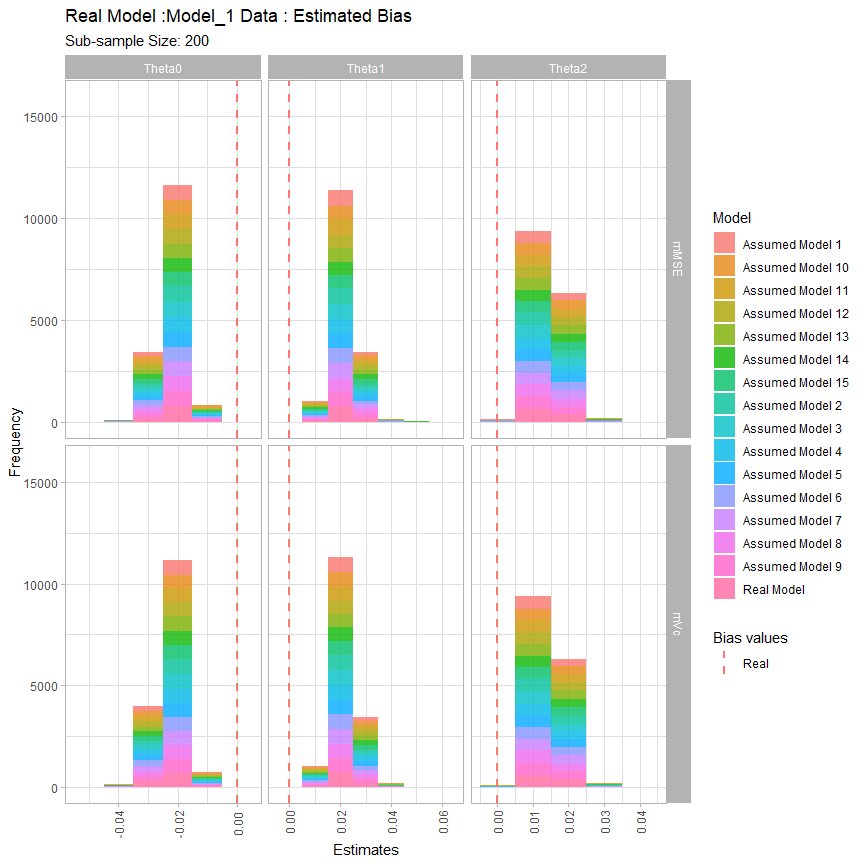 Real Model :Model_1 Data : Estimated Bias
Sub-sample Size: 200
Theta0
Theta1
Theta2
15000
10000
5000
0
mMSE
15000
10000
5000
0
mVc
Frequency
-0.04
-0.02
0.00
0.00
0.02
0.04
0.06
0.00
0.01
0.02
0.03
0.04
Estimates
Model
Assumed Model 1
Assumed Model 10
Assumed Model 11
Assumed Model 12
Assumed Model 13
Assumed Model 14
Assumed Model 15
Assumed Model 2
Assumed Model 3
Assumed Model 4
Assumed Model 5
Assumed Model 6
Assumed Model 7
Assumed Model 8
Assumed Model 9
Real Model
Bias values
Real